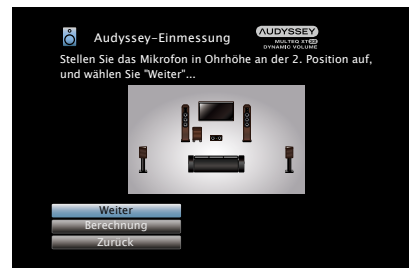 Audyssey-Einmessung
AUDYSSEY
MULTEQ XT32
DYNAMIC VOLUME
Stellen Sie das Mikrofon in Ohrhöhe an der 2. Position auf,
und wählen Sie "Weiter"...
Weiter
Berechnung
Zurück